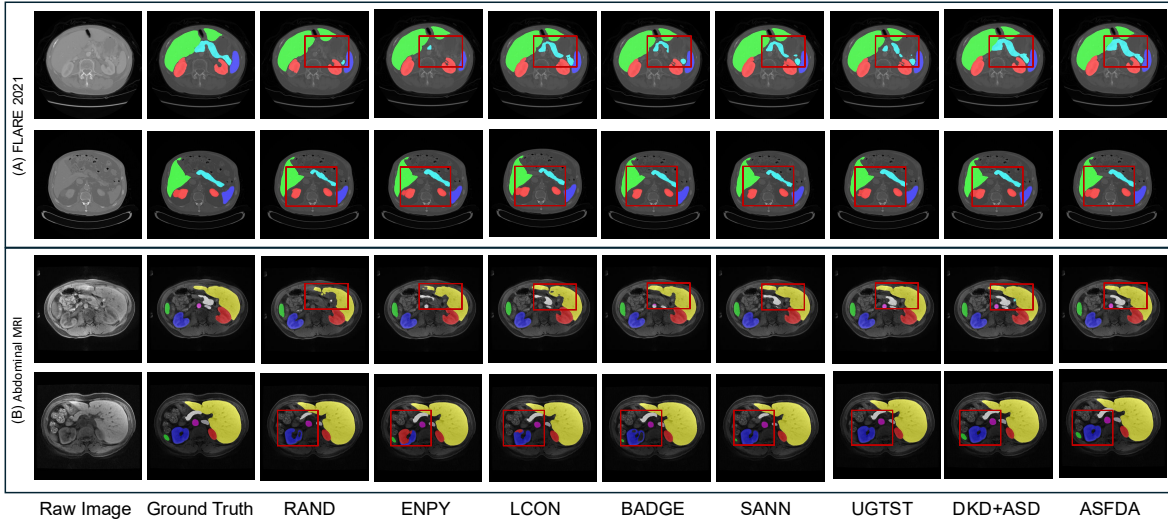 (A) FLARE 2021
(B) Abdominal MRI
Raw Image Ground Truth RAND ENPY LCON BADGE SANN UGTST DKD+ASD ASFDA